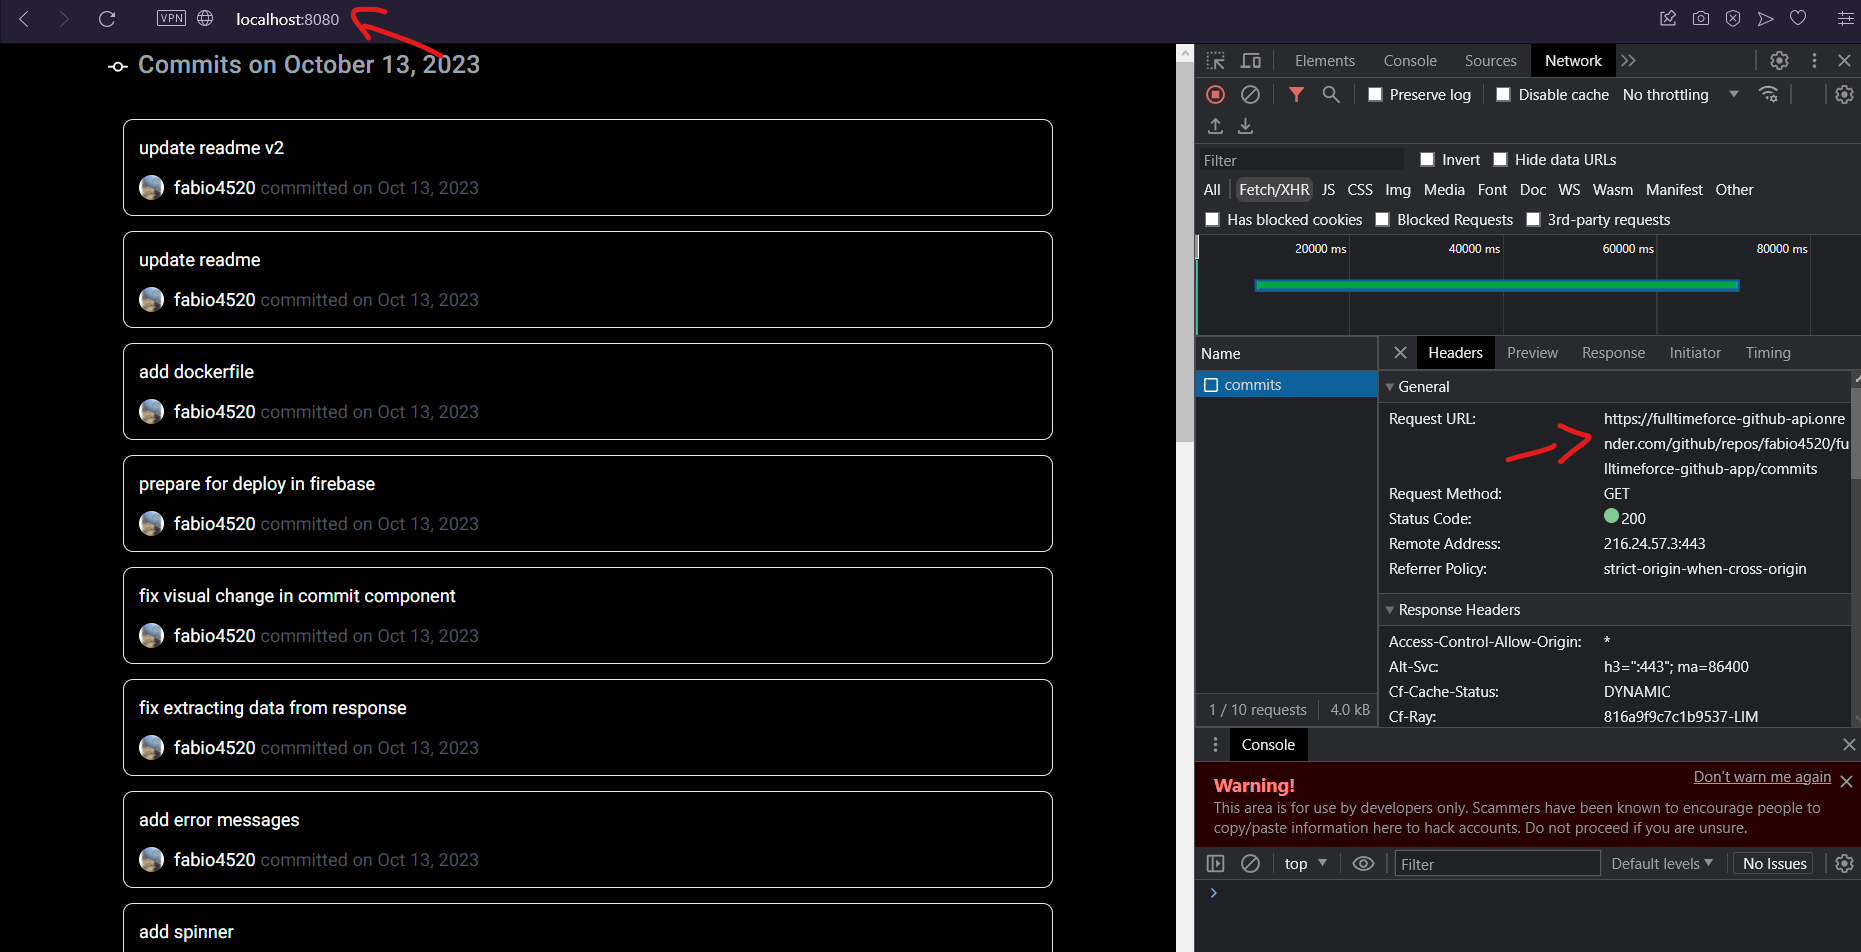 VPN
localhost:8080
Commits on October 13, 2023
update readme v2
fabio4520 committed on Oct 13, 2023
update readme
fabio4520 committed on Oct 13, 2023
add dockerfile
fabio4520 committed on Oct 13, 2023
prepare for deploy in firebase
fabio4520 committed on Oct 13, 2023
fix visual change in commit component
fabio4520 committed on Oct 13, 2023
fix extracting data from response
fabio4520 committed on Oct 13, 2023
add error messages
fabio4520 committed on Oct 13, 2023
add spinner
Elements Console Sources Network
Preserve log Disable cache No throttling
Filter Invert Hide data URLs
All Fetch/XHR JS CSS Img Media Font Doc WS Wasm Manifest Other
Has blocked cookies Blocked Requests 3rd-party requests
20000 ms 40000 ms 60000 ms 80000 ms
Name
commits
1 / 10 requests 4.0 kB
Headers Preview Response Initiator Timing
General
Request URL: https://fulltimeforce-github-api.onre
nder.com/github/repos/fabio4520/fu
lltimeforce-github-app/commits
Request Method: GET
Status Code: 200
Remote Address: 216.24.57.3:443
Referrer Policy: strict-origin-when-cross-origin
Response Headers
Access-Control-Allow-Origin: *
Alt-Svc: h3=":443"; ma=86400
Cf-Cache-Status: DYNAMIC
Cf-Ray: 816a9f9c7c1b9537-LIM
Console
Warning! Don't warn me again
This area is for use by developers only. Scammers have been known to encourage people to
copy/paste information here to hack accounts. Do not proceed if you are unsure.
top Filter Default levels No Issues